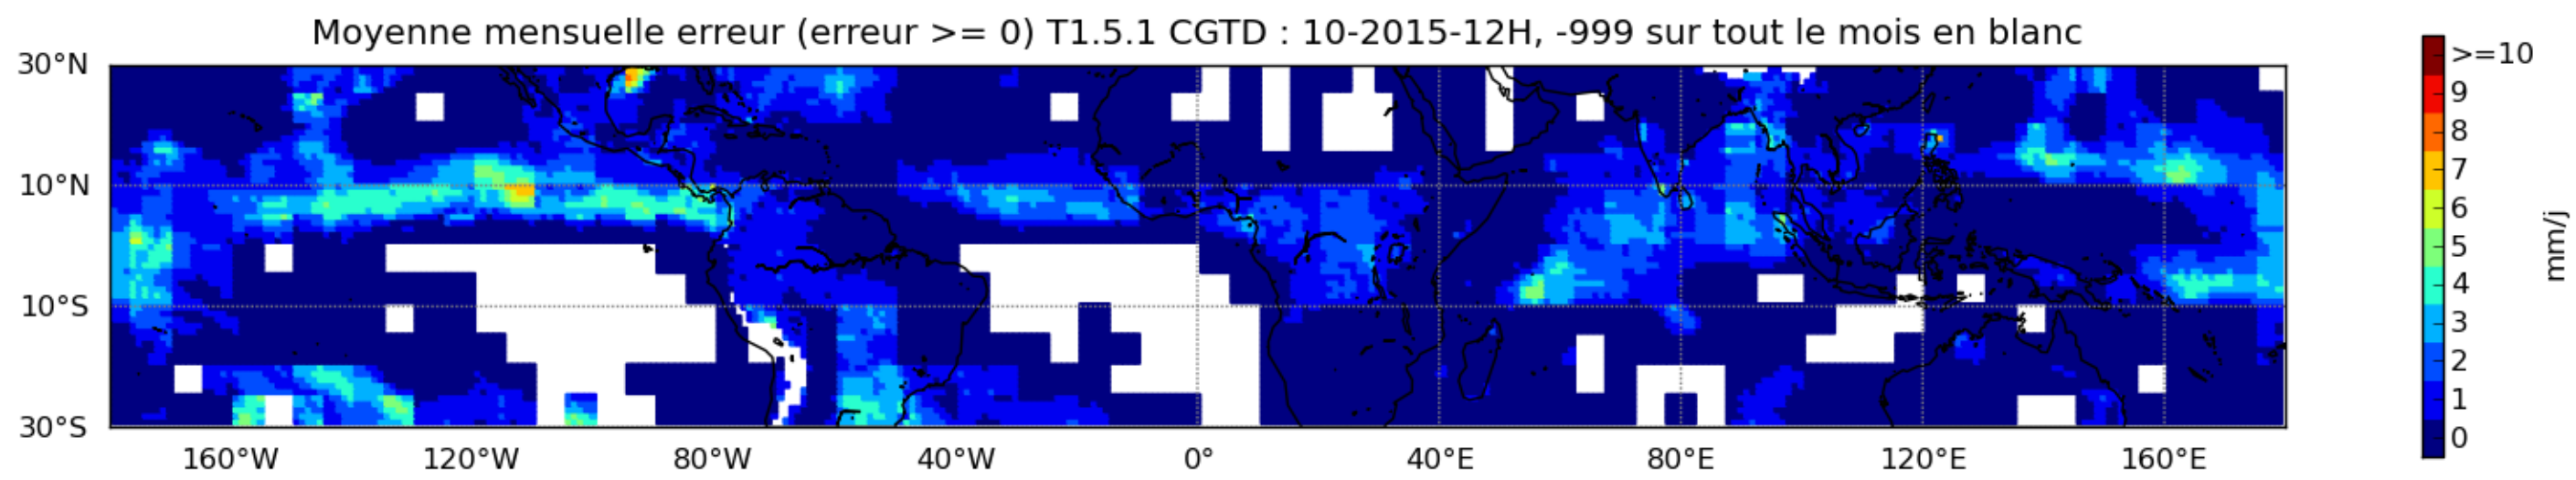 Moyenne mensuelle erreur (erreur >= 0) T1.5.1 CGTD : 10-2015-12H, -999 sur tout le mois en blanc
30°N
10°N
10°S
30°S
160°W 120°W 80°W 40°W 0° 40°E 80°E 120°E 160°E
>=10
9
8
7
6
5
4
3
2
1
0
mm/j